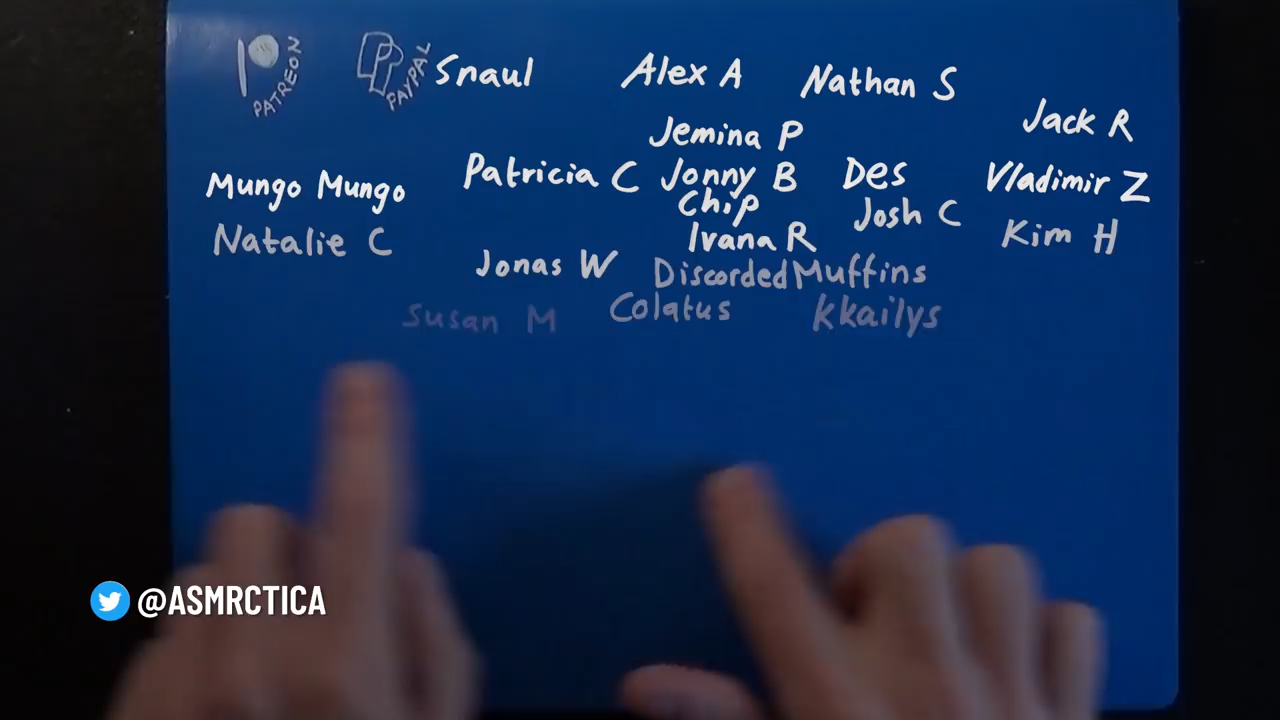 PATREON
PAYPAL
Snaul
Alex A
Nathan S
Jack R
Jemina P
Mungo Mungo
Patricia C
Jonny B
Des
Vladimir Z
Chip
Josh C
Natalie C
Ivana R
Kim H
Jonas W
DiscordedMuffins
Susan M
Colatus
Kkailys
@ASMRCTICA